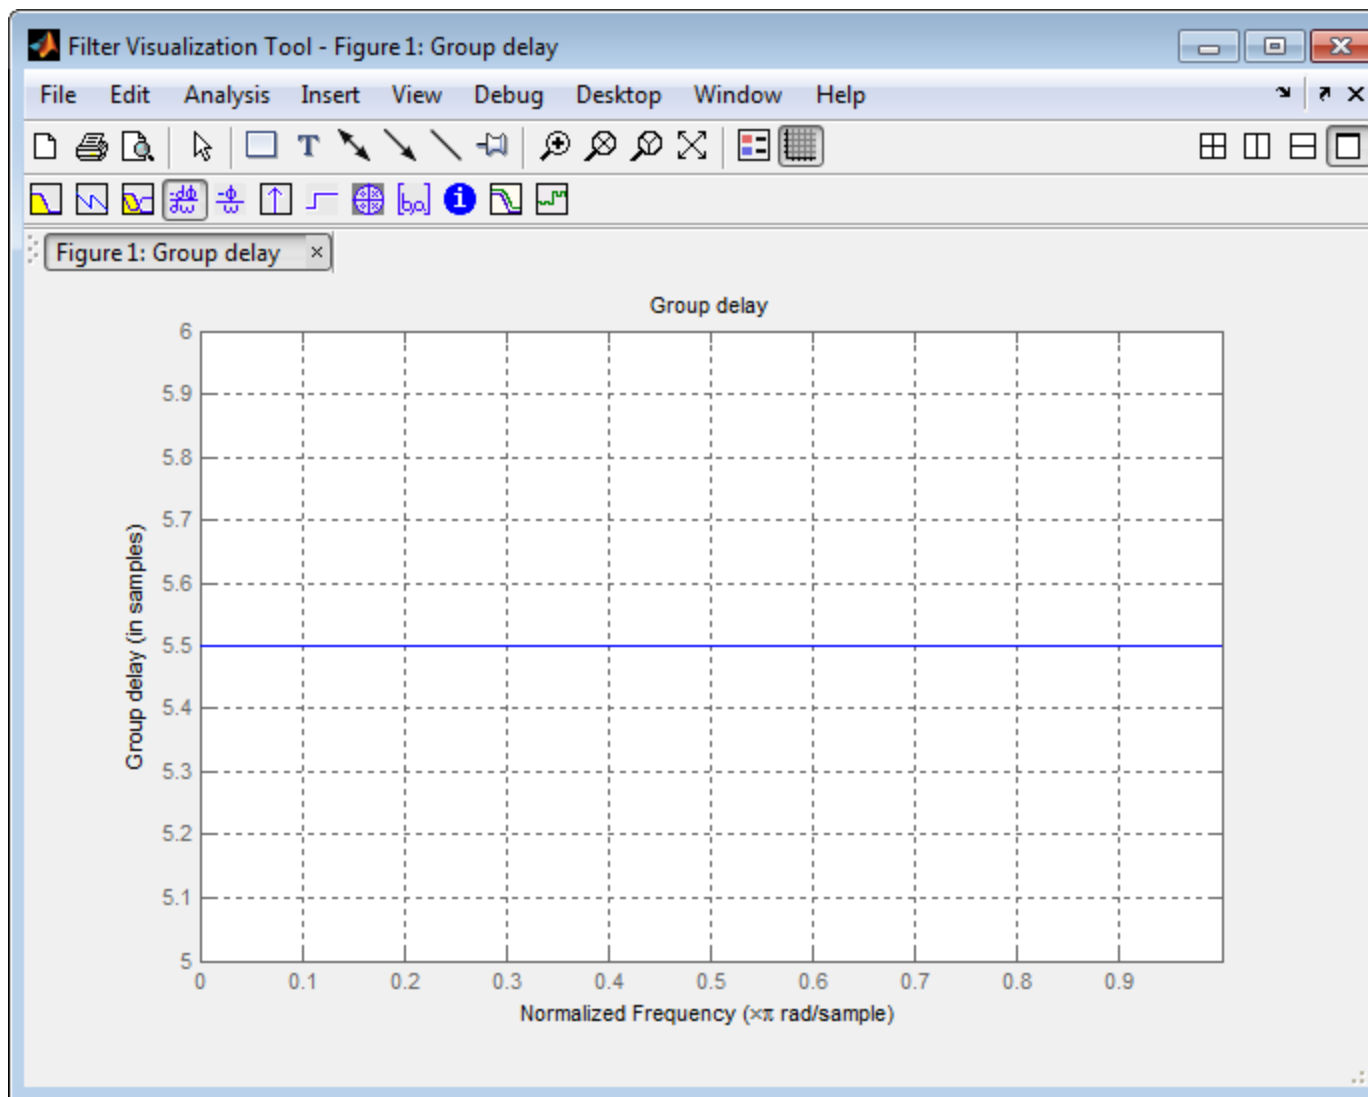 Filter Visualization Tool - Figure 1: Group delay
File Edit Analysis Insert View Debug Desktop Window Help
T
-dϕ
dω
-ϕ
ω
[b,a]
i
Figure 1: Group delay ×
Group delay
6
5.9
5.8
5.7
5.6
5.5
5.4
5.3
5.2
5.1
5
Group delay (in samples)
0 0.1 0.2 0.3 0.4 0.5 0.6 0.7 0.8 0.9
Normalized Frequency (×π rad/sample)